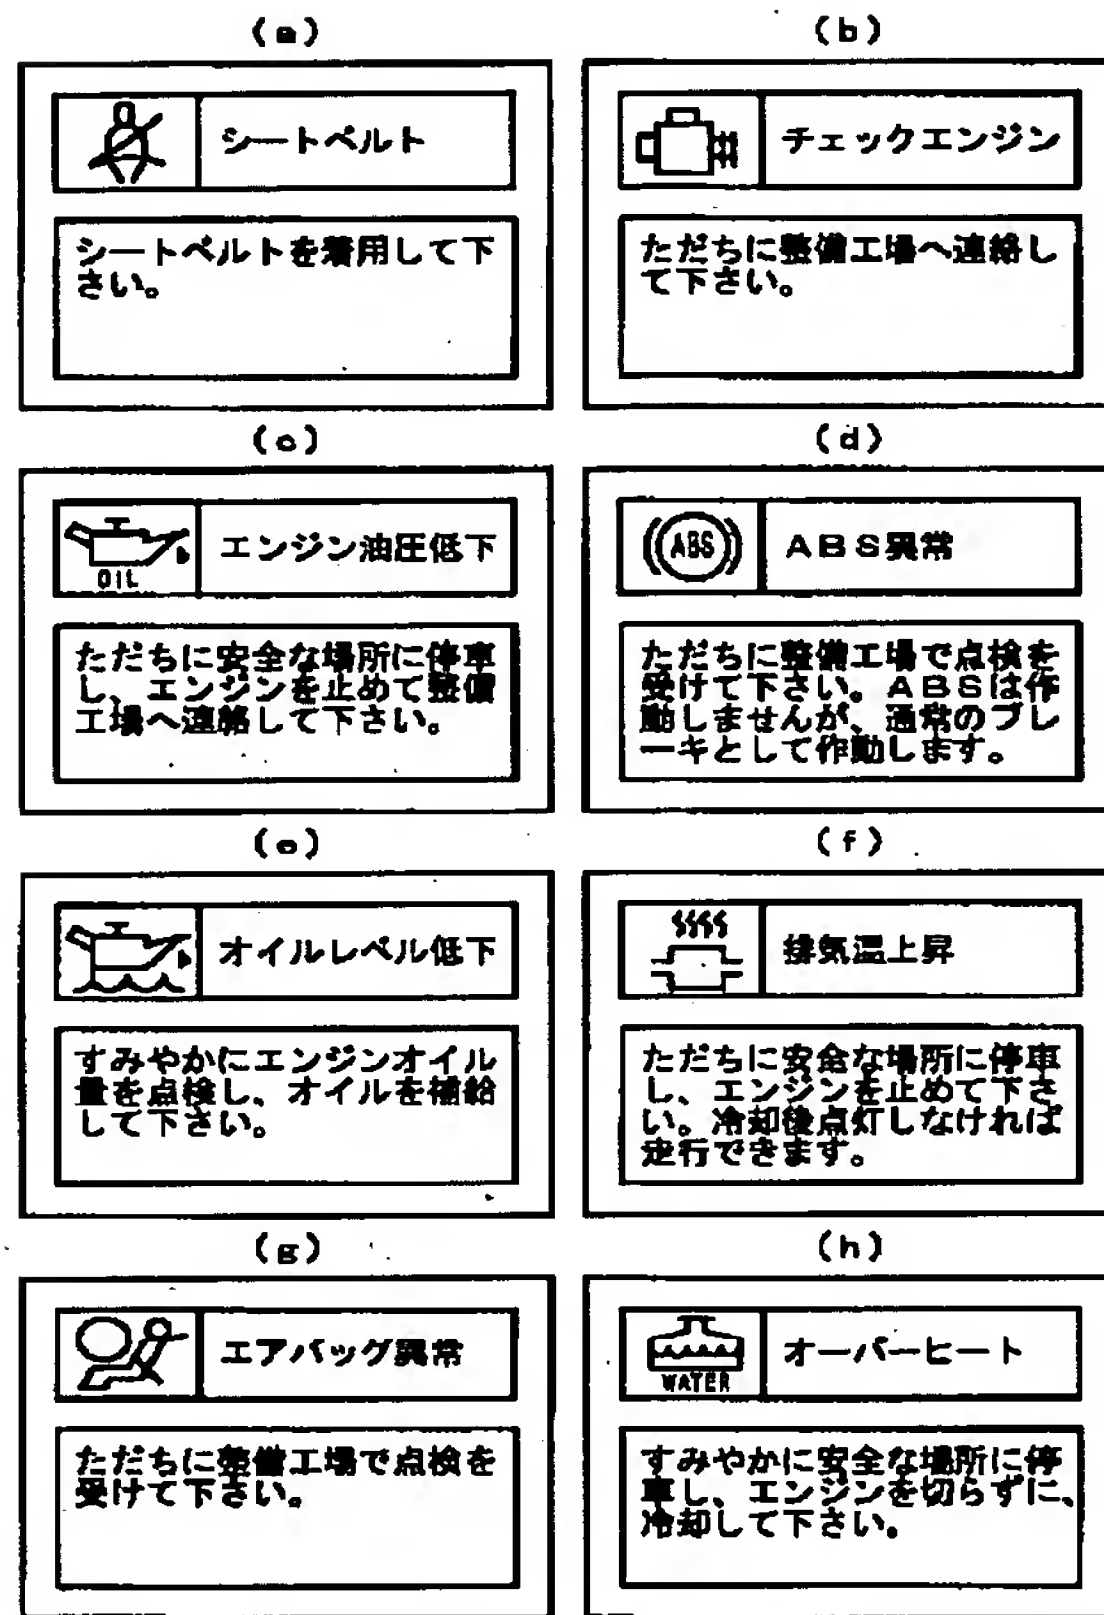 (a)
シートベルト
シートベルトを着用して下
さい。
(b)
チェックエンジン
ただちに整備工場へ連絡し
て下さい。
(c)
OIL
エンジン油圧低下
ただちに安全な場所に停車
し、エンジンを止めて整備
工場へ連絡して下さい。
(d)
ABS
ABS異常
ただちに整備工場で点検を
受けて下さい。ABSは作
動しませんが、通常のブレ
ーキとして作動します。
(e)
オイルレベル低下
すみやかにエンジンオイル
量を点検し、オイルを補給
して下さい。
(f)
排気温上昇
ただちに安全な場所に停車
し、エンジンを止めて下さ
い。冷却後点灯しなければ
走行できます。
(g)
エアバッグ異常
ただちに整備工場で点検を
受けて下さい。
(h)
WATER
オーバーヒート
すみやかに安全な場所に停
車し、エンジンを切らずに、
冷却して下さい。